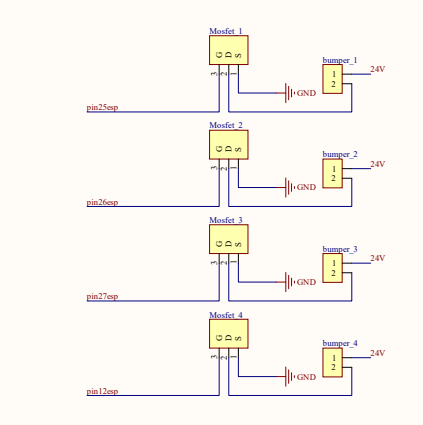 Mosfet_1
G D S
3 2 1
bumper_1
1
2
24V
GND
pin25esp
Mosfet_2
G D S
3 2 1
bumper_2
1
2
24V
GND
pin26esp
Mosfet_3
G D S
3 2 1
bumper_3
1
2
24V
GND
pin27esp
Mosfet_4
G D S
3 2 1
bumper_4
1
2
24V
GND
pin12esp